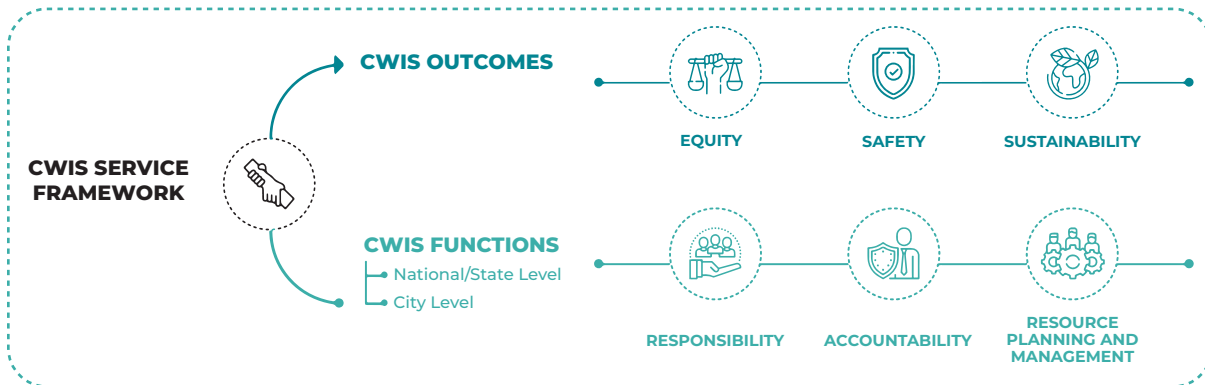 CWIS SERVICE
FRAMEWORK
CWIS OUTCOMES
EQUITY
SAFETY
SUSTAINABILITY
CWIS FUNCTIONS
National/State Level
City Level
RESPONSIBILITY
ACCOUNTABILITY
RESOURCE
PLANNING AND
MANAGEMENT